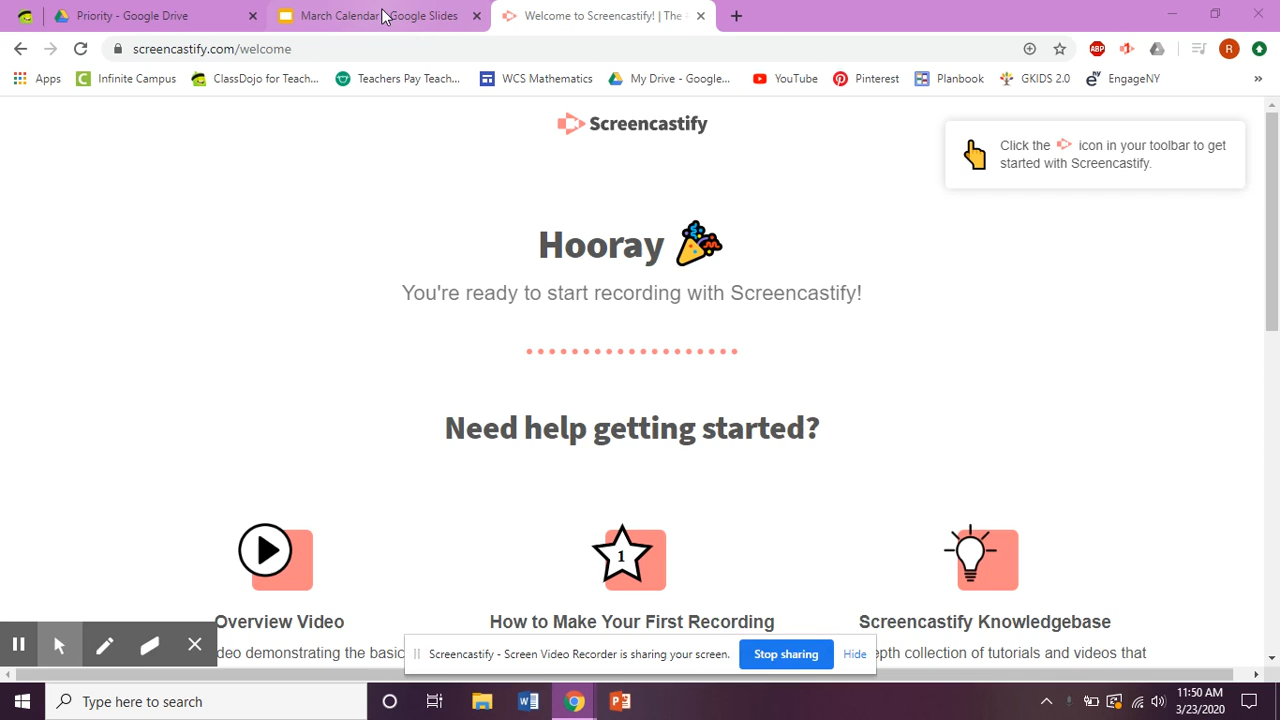 Priority - Google Drive
March Calendar - Google Slides
Welcome to Screencastify! | The
screencastify.com/welcome
ABP
R
Apps
Infinite Campus
ClassDojo for Teach...
Teachers Pay Teach...
WCS Mathematics
My Drive - Google...
YouTube
Pinterest
Planbook
GKIDS 2.0
EngageNY
»
Screencastify
Click the icon in your toolbar to get
started with Screencastify.
Hooray
You're ready to start recording with Screencastify!
Need help getting started?
1
Overview Video
How to Make Your First Recording
Screencastify Knowledgebase
deo demonstrating the basic
depth collection of tutorials and videos that
Screencastify - Screen Video Recorder is sharing your screen.
Stop sharing
Hide
Type here to search
11:50 AM
3/23/2020